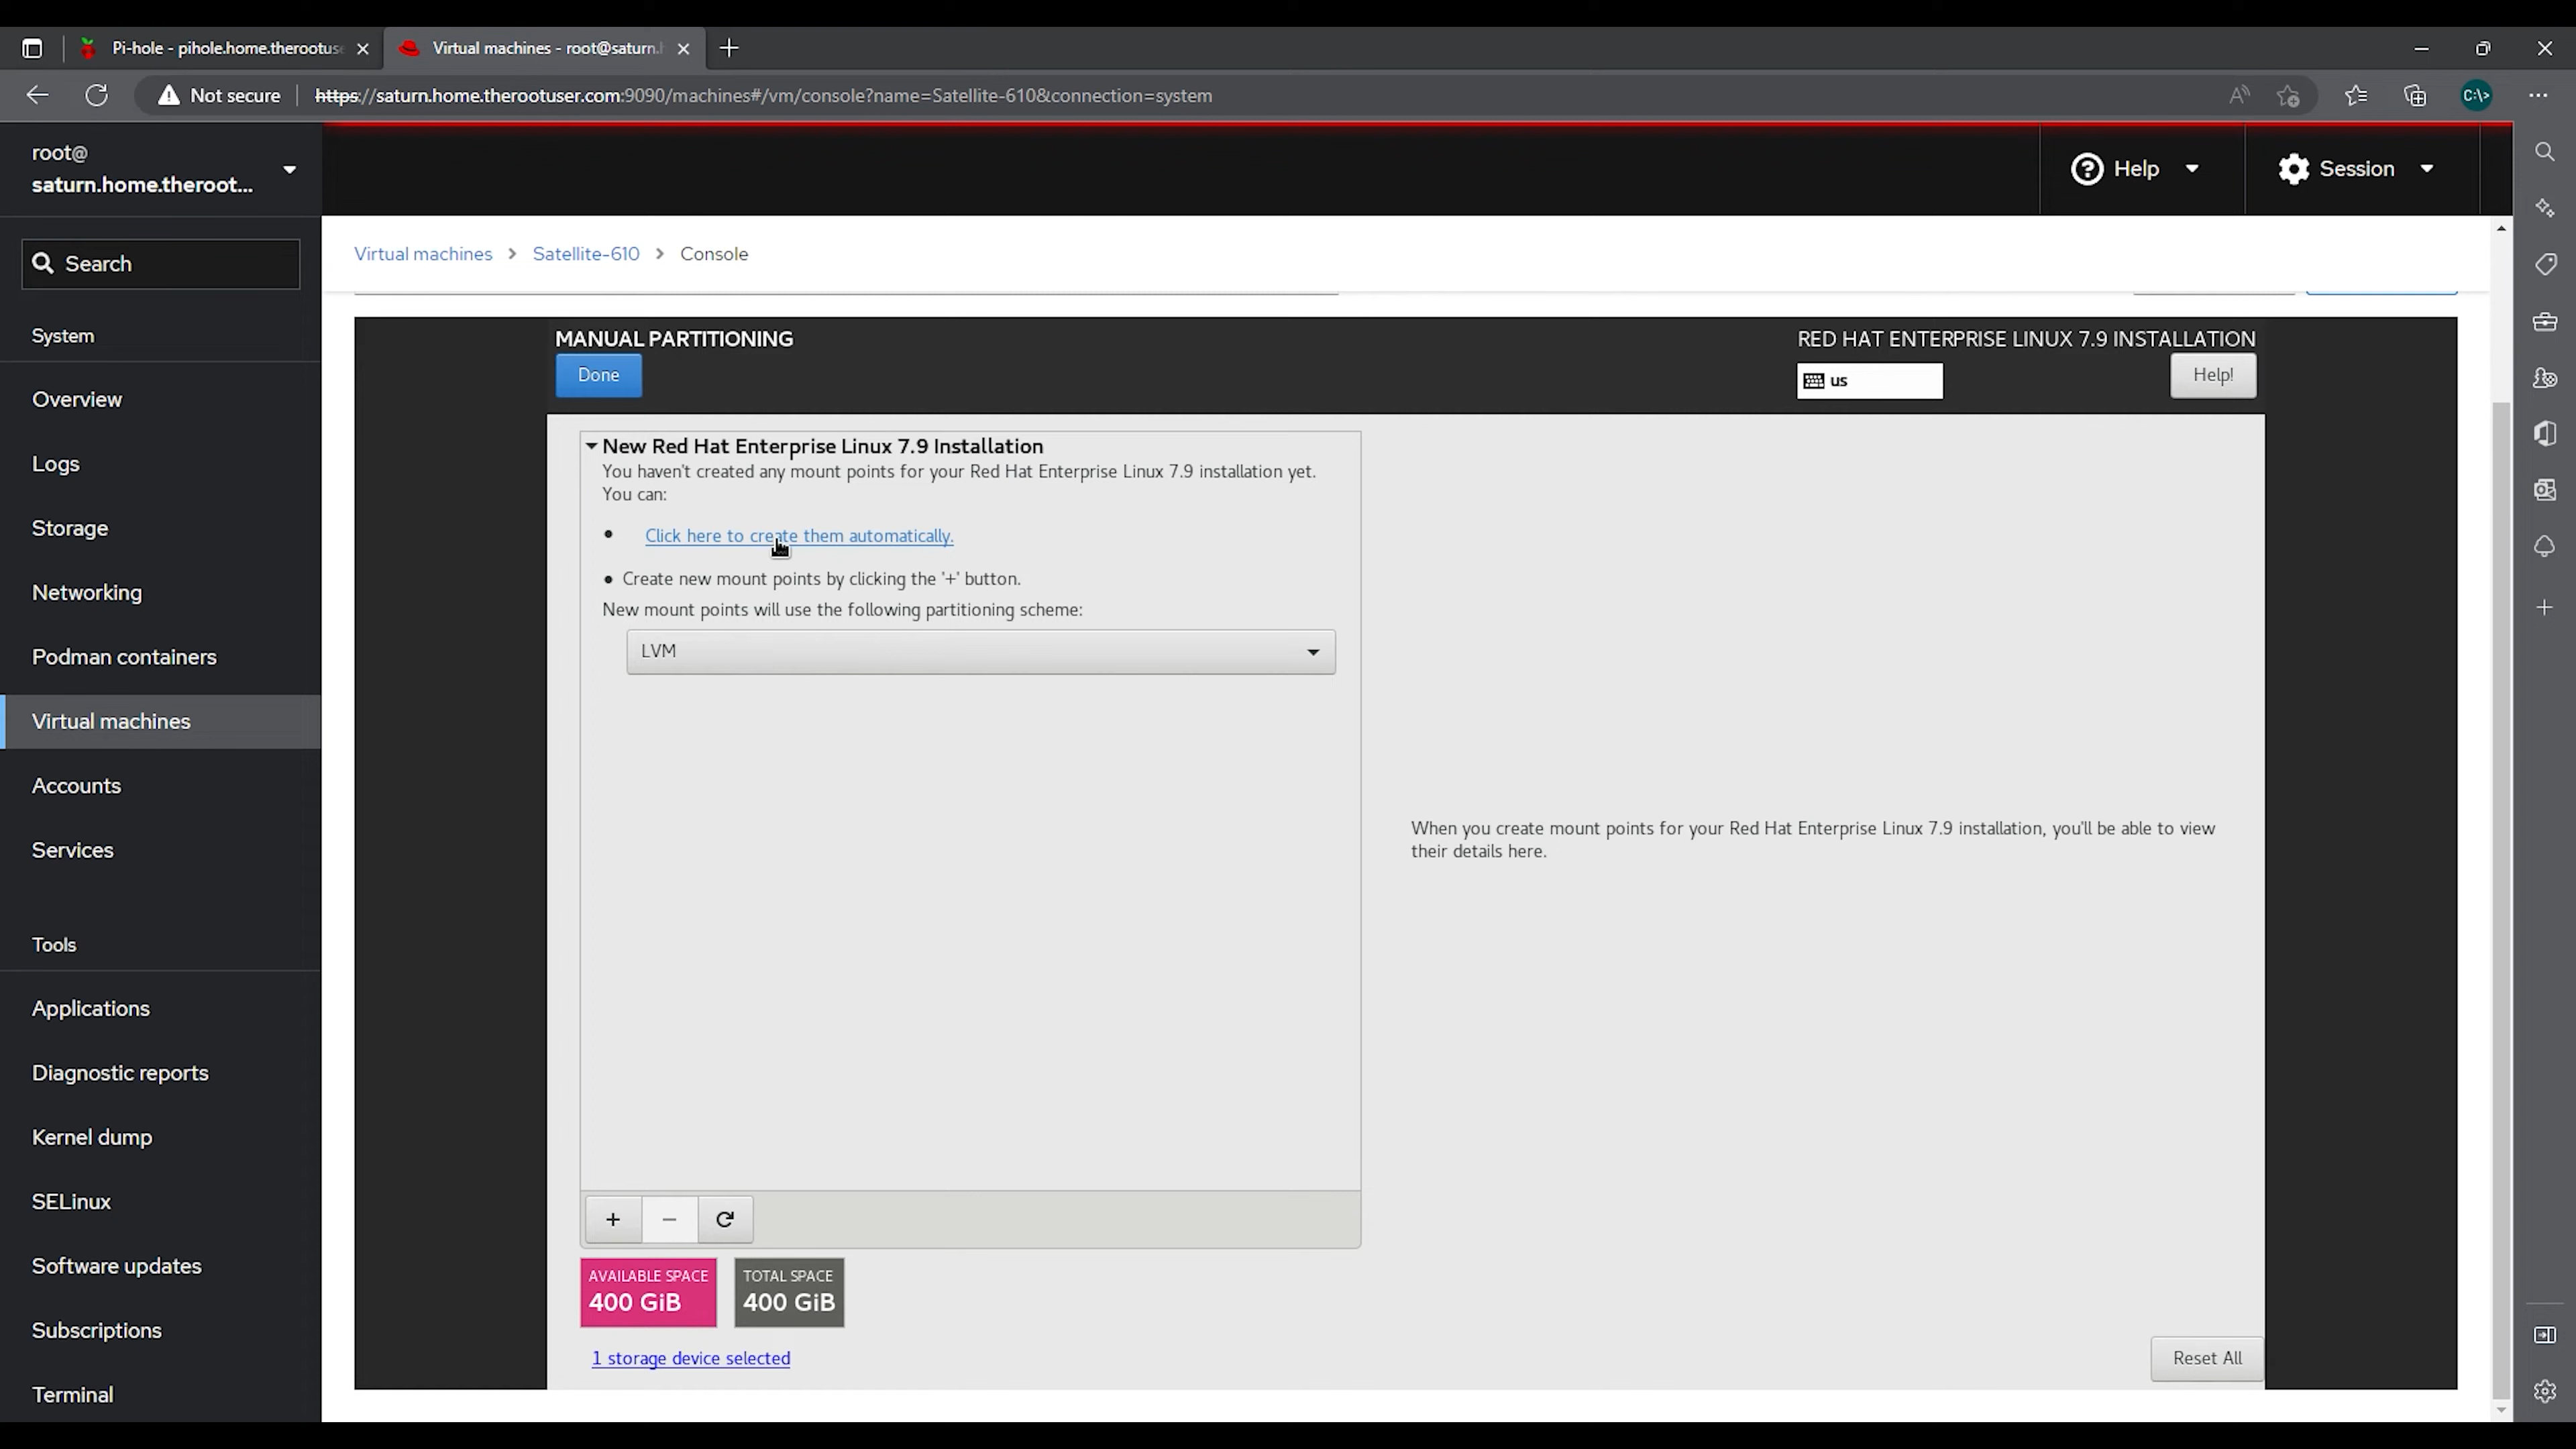 Pi-hole - pihole.home.therootuse
Virtual machines - root@saturn.h
Not secure
https://saturn.home.therootuser.com:9090/machines#/vm/console?name=Satellite-610&connection=system
C:\>
root@
saturn.home.theroot...
Help
Session
Search
Virtual machines > Satellite-610 > Console
System
Overview
Logs
Storage
Networking
Podman containers
Virtual machines
Accounts
Services
Tools
Applications
Diagnostic reports
Kernel dump
SELinux
Software updates
Subscriptions
Terminal
MANUAL PARTITIONING
RED HAT ENTERPRISE LINUX 7.9 INSTALLATION
Done
us
Help!
New Red Hat Enterprise Linux 7.9 Installation
You haven't created any mount points for your Red Hat Enterprise Linux 7.9 installation yet.
You can:
• Click here to create them automatically.
• Create new mount points by clicking the '+' button.
New mount points will use the following partitioning scheme:
LVM
When you create mount points for your Red Hat Enterprise Linux 7.9 installation, you'll be able to view
their details here.
+ −
AVAILABLE SPACE
400 GiB
TOTAL SPACE
400 GiB
1 storage device selected
Reset All